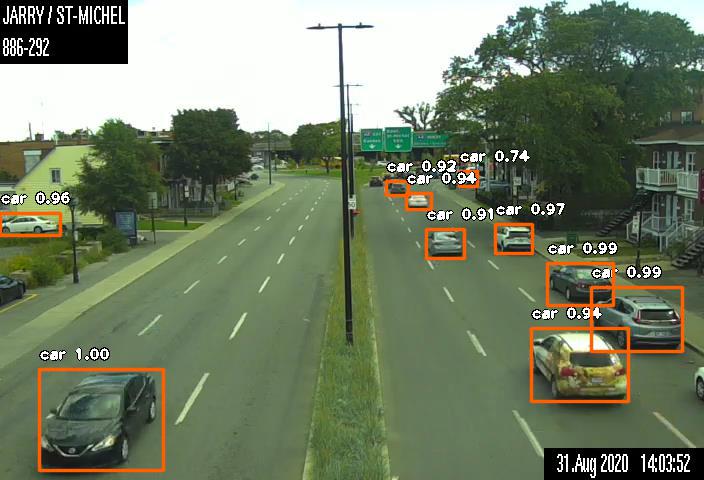 JARRY / ST-MICHEL
886-292
car 0.74
car 0.92
car 0.94
car 0.96
car 0.91
car 0.97
car 0.99
car 0.99
car 0.94
car 1.00
31.Aug 2020 14:03:52